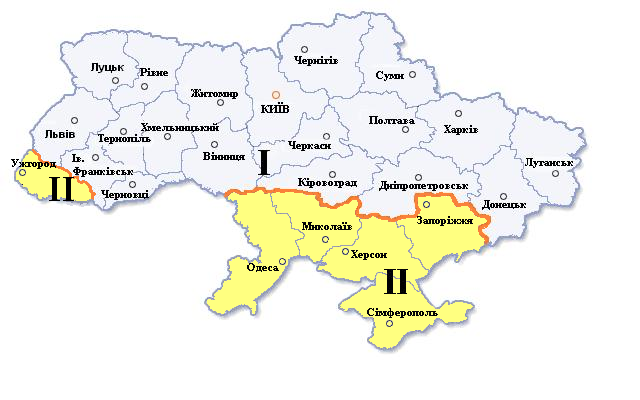 Чернігів
Луцьк
Рівне
Суми
Житомир
КИЇВ
Полтава
Харків
Львів
Хмельницький
Тернопіль
Черкаси
Вінниця
Ужгород
Ів.
Франківськ
I
Луганськ
II
Чернівці
Кіровоград
Дніпропетровськ
Донецьк
Запоріжжя
Миколаїв
Херсон
Одеса
II
Сімферополь